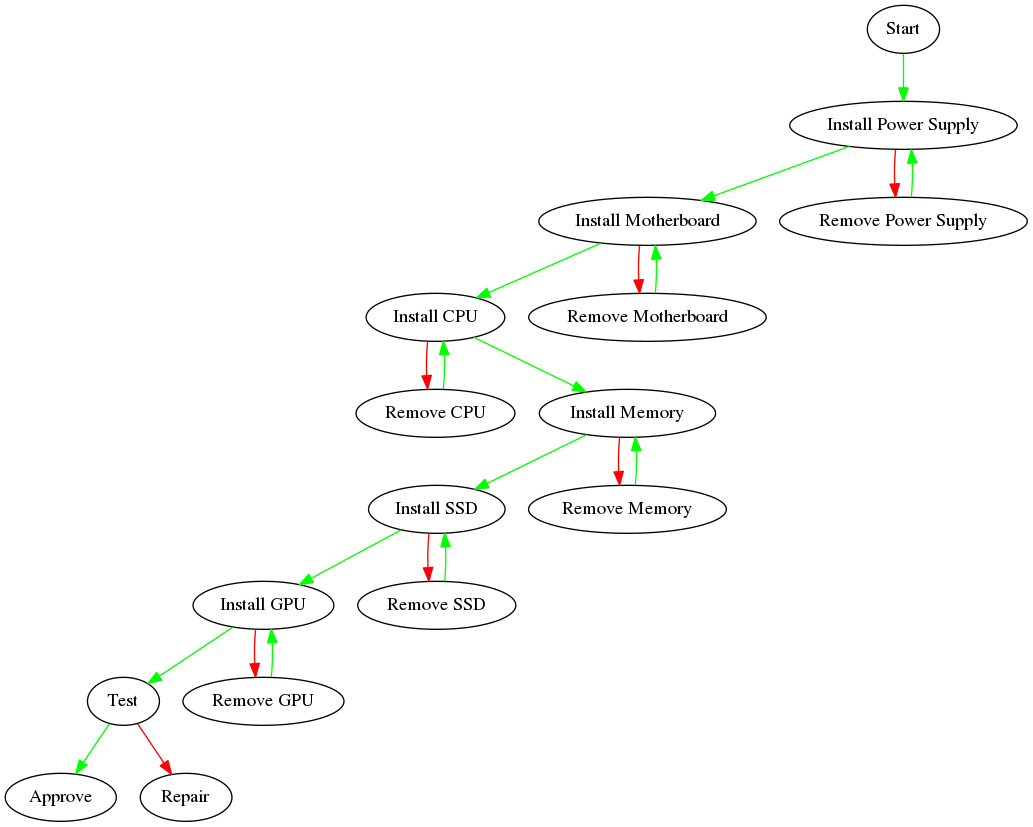 Start
Install Power Supply
Install Motherboard
Remove Power Supply
Install CPU
Remove Motherboard
Remove CPU
Install Memory
Install SSD
Remove Memory
Install GPU
Remove SSD
Test
Remove GPU
Approve
Repair